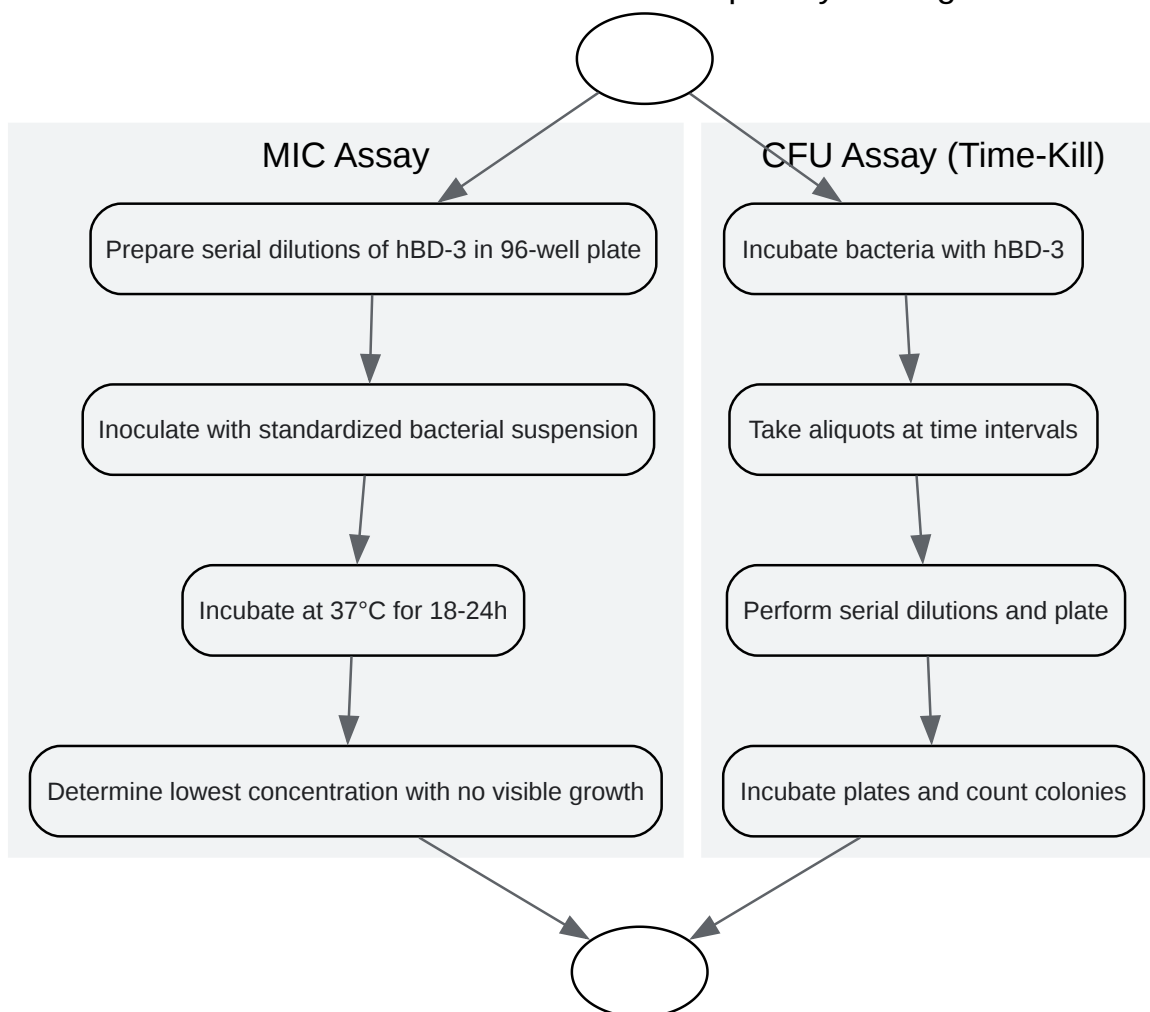 MIC Assay
CFU Assay (Time-Kill)
Prepare serial dilutions of hBD-3 in 96-well plate
Incubate bacteria with hBD-3
Inoculate with standardized bacterial suspension
Take aliquots at time intervals
Incubate at 37°C for 18-24h
Perform serial dilutions and plate
Determine lowest concentration with no visible growth
Incubate plates and count colonies